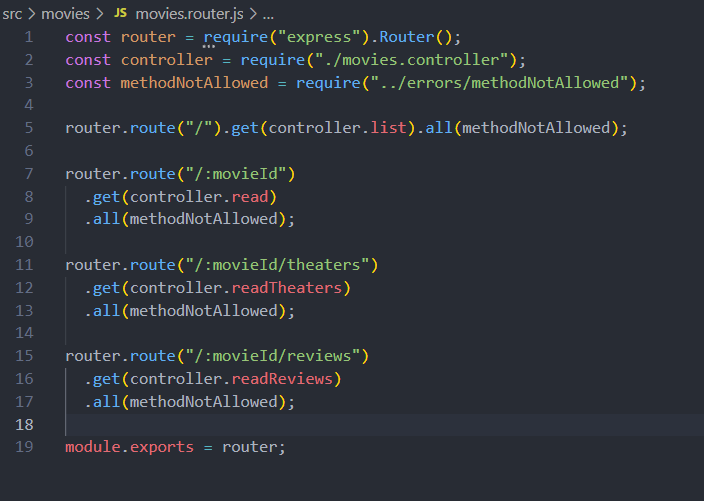 src > movies > JS movies.router.js > ...
1 const router = require("express").Router();
2 const controller = require("./movies.controller");
3 const methodNotAllowed = require("../errors/methodNotAllowed");
4
5 router.route("/").get(controller.list).all(methodNotAllowed);
6
7 router.route("/:movieId")
8   .get(controller.read)
9   .all(methodNotAllowed);
10
11 router.route("/:movieId/theaters")
12   .get(controller.readTheaters)
13   .all(methodNotAllowed);
14
15 router.route("/:movieId/reviews")
16   .get(controller.readReviews)
17   .all(methodNotAllowed);
18
19 module.exports = router;